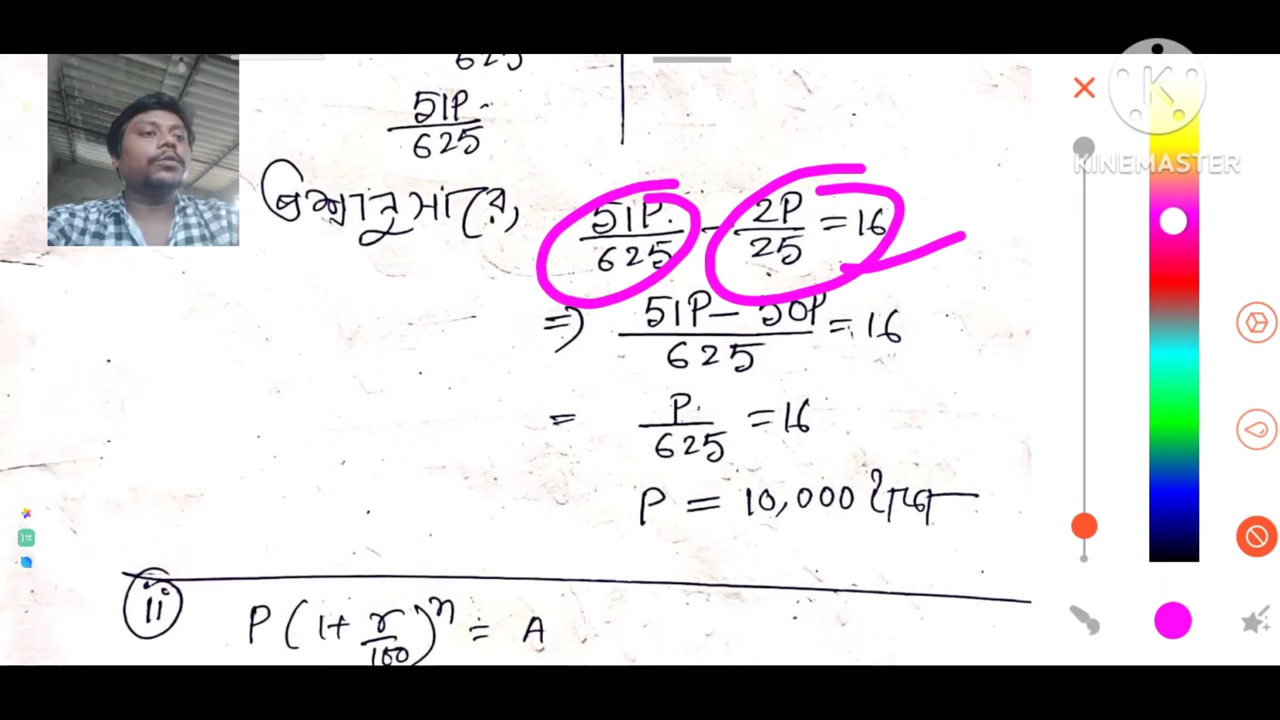 625
51P
625
প্রশ্নানুসারে, 51P/625 - 2P/25 = 16
=> 51P - 50P/625 = 16
= P/625 = 16
P = 10,000 টাকা
ii P(1 + r/100)^n = A
KINEMASTER